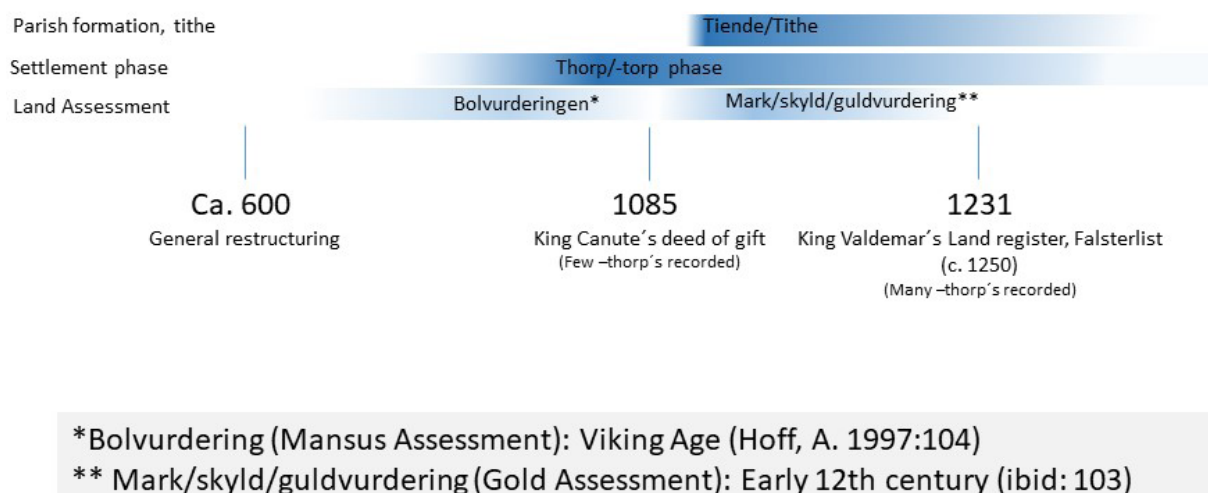 Parish formation, tithe
Tiende/Tithe
Settlement phase
Thorp/-torp phase
Land Assessment
Bolvurderingen*
Mark/skyld/guldvurdering**
Ca. 600
General restructuring
1085
King Canute´s deed of gift
(Few –thorp´s recorded)
1231
King Valdemar´s Land register, Falsterlist
(c. 1250)
(Many –thorp´s recorded)
*Bolvurdering (Mansus Assessment): Viking Age (Hoff, A. 1997:104)
** Mark/skyld/guldvurdering (Gold Assessment): Early 12th century (ibid: 103)